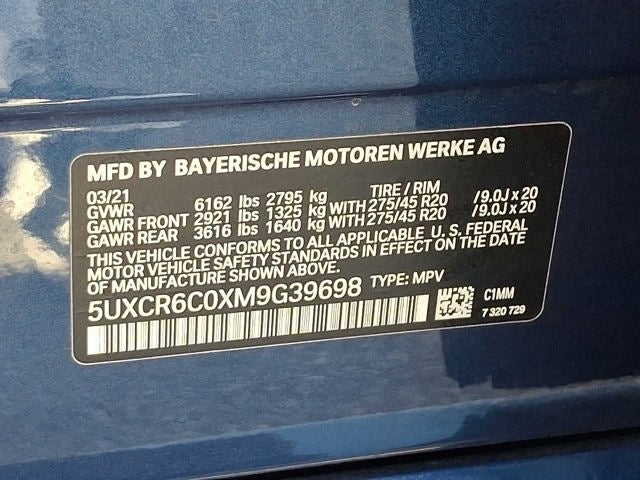 MFD BY BAYERISCHE MOTOREN WERKE AG
03/21 TIRE / RIM
GVWR 6162 lbs 2795 kg
GAWR FRONT 2921 lbs 1325 kg WITH 275/45 R20 /9.0J x 20
GAWR REAR 3616 lbs 1640 kg WITH 275/45 R20 /9.0J x 20
THIS VEHICLE CONFORMS TO ALL APPLICABLE U. S. FEDERAL
MOTOR VEHICLE SAFETY STANDARDS IN EFFECT ON THE DATE
OF MANUFACTURE SHOWN ABOVE.
5UXCR6C0XM9G39698 TYPE: MPV
C1MM
7 320 729